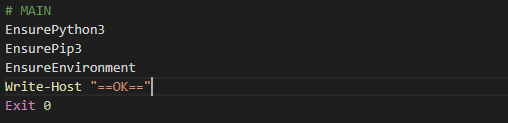 # MAIN
EnsurePython3
EnsurePip3
EnsureEnvironment
Write-Host "==OK=="
Exit 0